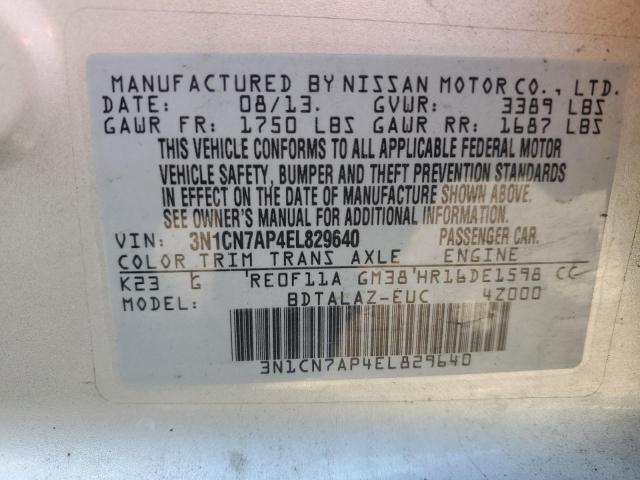 MANUFACTURED BY NISSAN MOTOR CO., LTD.
DATE: 08/13. GVWR: 3389 LBS
GAWR FR: 1750 LBS GAWR RR: 1687 LBS
THIS VEHICLE CONFORMS TO ALL APPLICABLE FEDERAL MOTOR
VEHICLE SAFETY, BUMPER AND THEFT PREVENTION STANDARDS
IN EFFECT ON THE DATE OF MANUFACTURE SHOWN ABOVE.
SEE OWNER'S MANUAL FOR ADDITIONAL INFORMATION.
VIN: 3N1CN7AP4EL829640 PASSENGER CAR.
COLOR TRIM TRANS AXLE ENGINE
K23 G RE0F11A GM38 HR16DE1598 CC
MODEL: BDTALAZ-EUC 4Z000
3N1CN7AP4EL829640